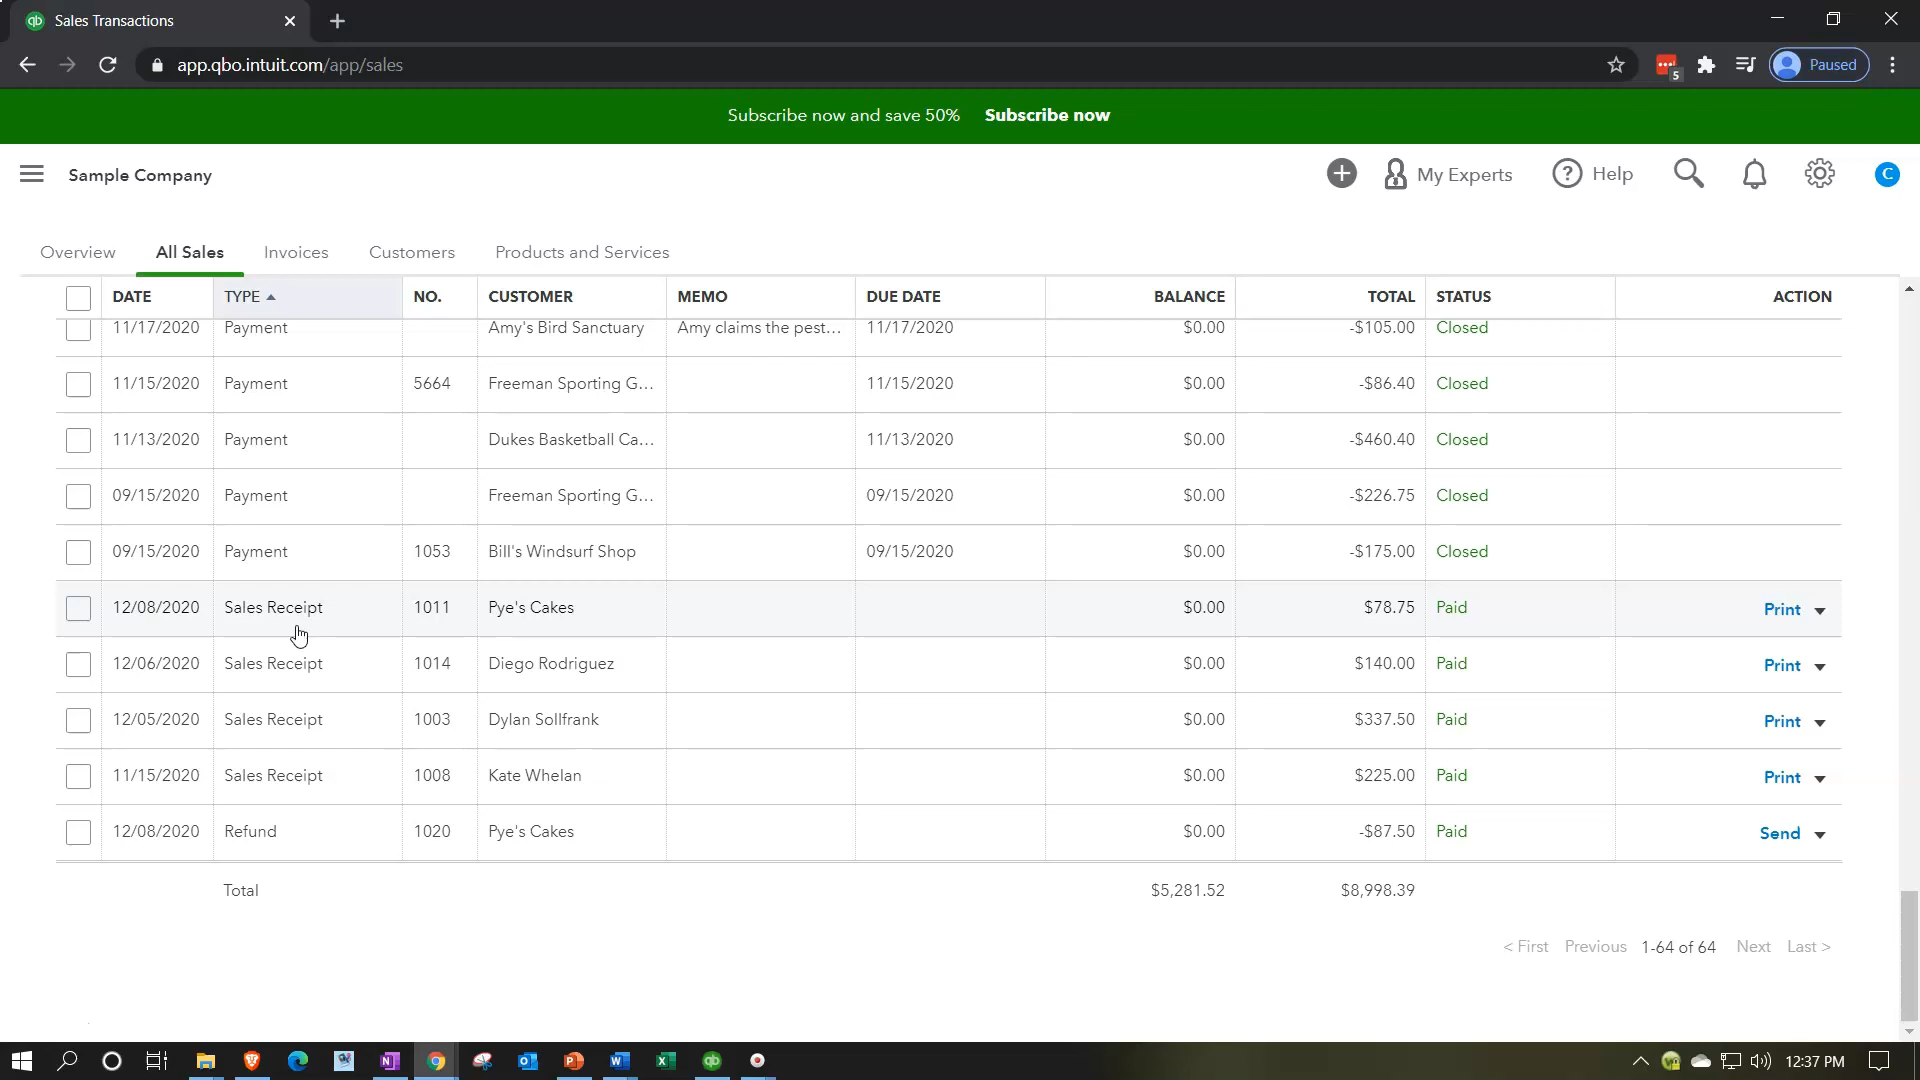 qb Sales Transactions
app.qbo.intuit.com/app/sales
5
Paused
Subscribe now and save 50% Subscribe now
Sample Company
My Experts
? Help
C
Overview All Sales Invoices Customers Products and Services
DATE TYPE NO. CUSTOMER MEMO DUE DATE BALANCE TOTAL STATUS ACTION
11/17/2020 Payment Amy's Bird Sanctuary Amy claims the pest... 11/17/2020 $0.00 -$105.00 Closed
11/15/2020 Payment 5664 Freeman Sporting G... 11/15/2020 $0.00 -$86.40 Closed
11/13/2020 Payment Dukes Basketball Ca... 11/13/2020 $0.00 -$460.40 Closed
09/15/2020 Payment Freeman Sporting G... 09/15/2020 $0.00 -$226.75 Closed
09/15/2020 Payment 1053 Bill's Windsurf Shop 09/15/2020 $0.00 -$175.00 Closed
12/08/2020 Sales Receipt 1011 Pye's Cakes $0.00 $78.75 Paid Print
12/06/2020 Sales Receipt 1014 Diego Rodriguez $0.00 $140.00 Paid Print
12/05/2020 Sales Receipt 1003 Dylan Sollfrank $0.00 $337.50 Paid Print
11/15/2020 Sales Receipt 1008 Kate Whelan $0.00 $225.00 Paid Print
12/08/2020 Refund 1020 Pye's Cakes $0.00 -$87.50 Paid Send
Total $5,281.52 $8,998.39
< First Previous 1-64 of 64 Next Last >
12:37 PM